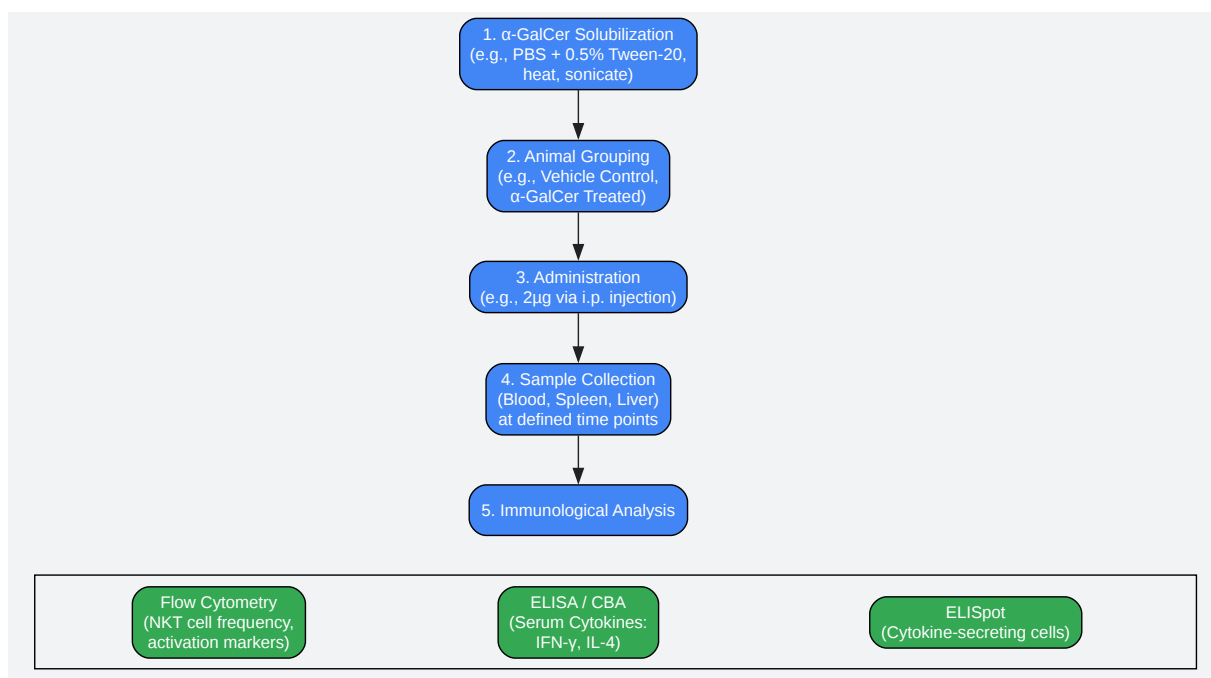 1. α-GalCer Solubilization
(e.g., PBS + 0.5% Tween-20,
heat, sonicate)
2. Animal Grouping
(e.g., Vehicle Control,
α-GalCer Treated)
3. Administration
(e.g., 2µg via i.p. injection)
4. Sample Collection
(Blood, Spleen, Liver)
at defined time points
5. Immunological Analysis
Flow Cytometry
(NKT cell frequency,
activation markers)
ELISA / CBA
(Serum Cytokines:
IFN-γ, IL-4)
ELISpot
(Cytokine-secreting cells)